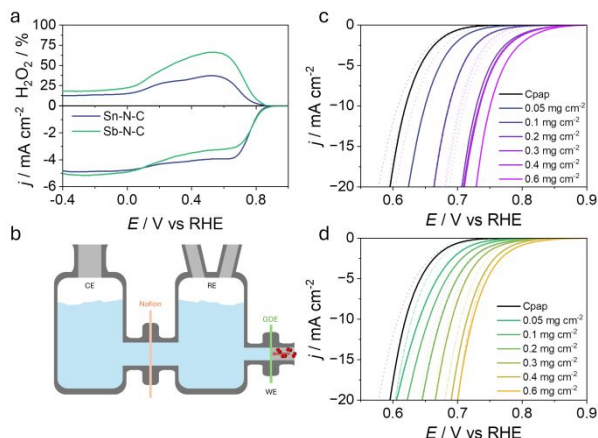 a
100
75
50
25
0
H₂O₂ / %
-2
-4
-6
j / mA cm⁻²
Sn-N-C
Sb-N-C
-0.4 0.0 0.4 0.8
E / V vs RHE
b
CE
Nafion
RE
GDE
WE
c
0
-5
-10
-15
-20
j / mA cm⁻²
Cpap
0.05 mg cm⁻²
0.1 mg cm⁻²
0.2 mg cm⁻²
0.3 mg cm⁻²
0.4 mg cm⁻²
0.6 mg cm⁻²
0.6 0.7 0.8 0.9
E / V vs RHE
d
0
-5
-10
-15
-20
j / mA cm⁻²
Cpap
0.05 mg cm⁻²
0.1 mg cm⁻²
0.2 mg cm⁻²
0.3 mg cm⁻²
0.4 mg cm⁻²
0.6 mg cm⁻²
0.6 0.7 0.8 0.9
E / V vs RHE